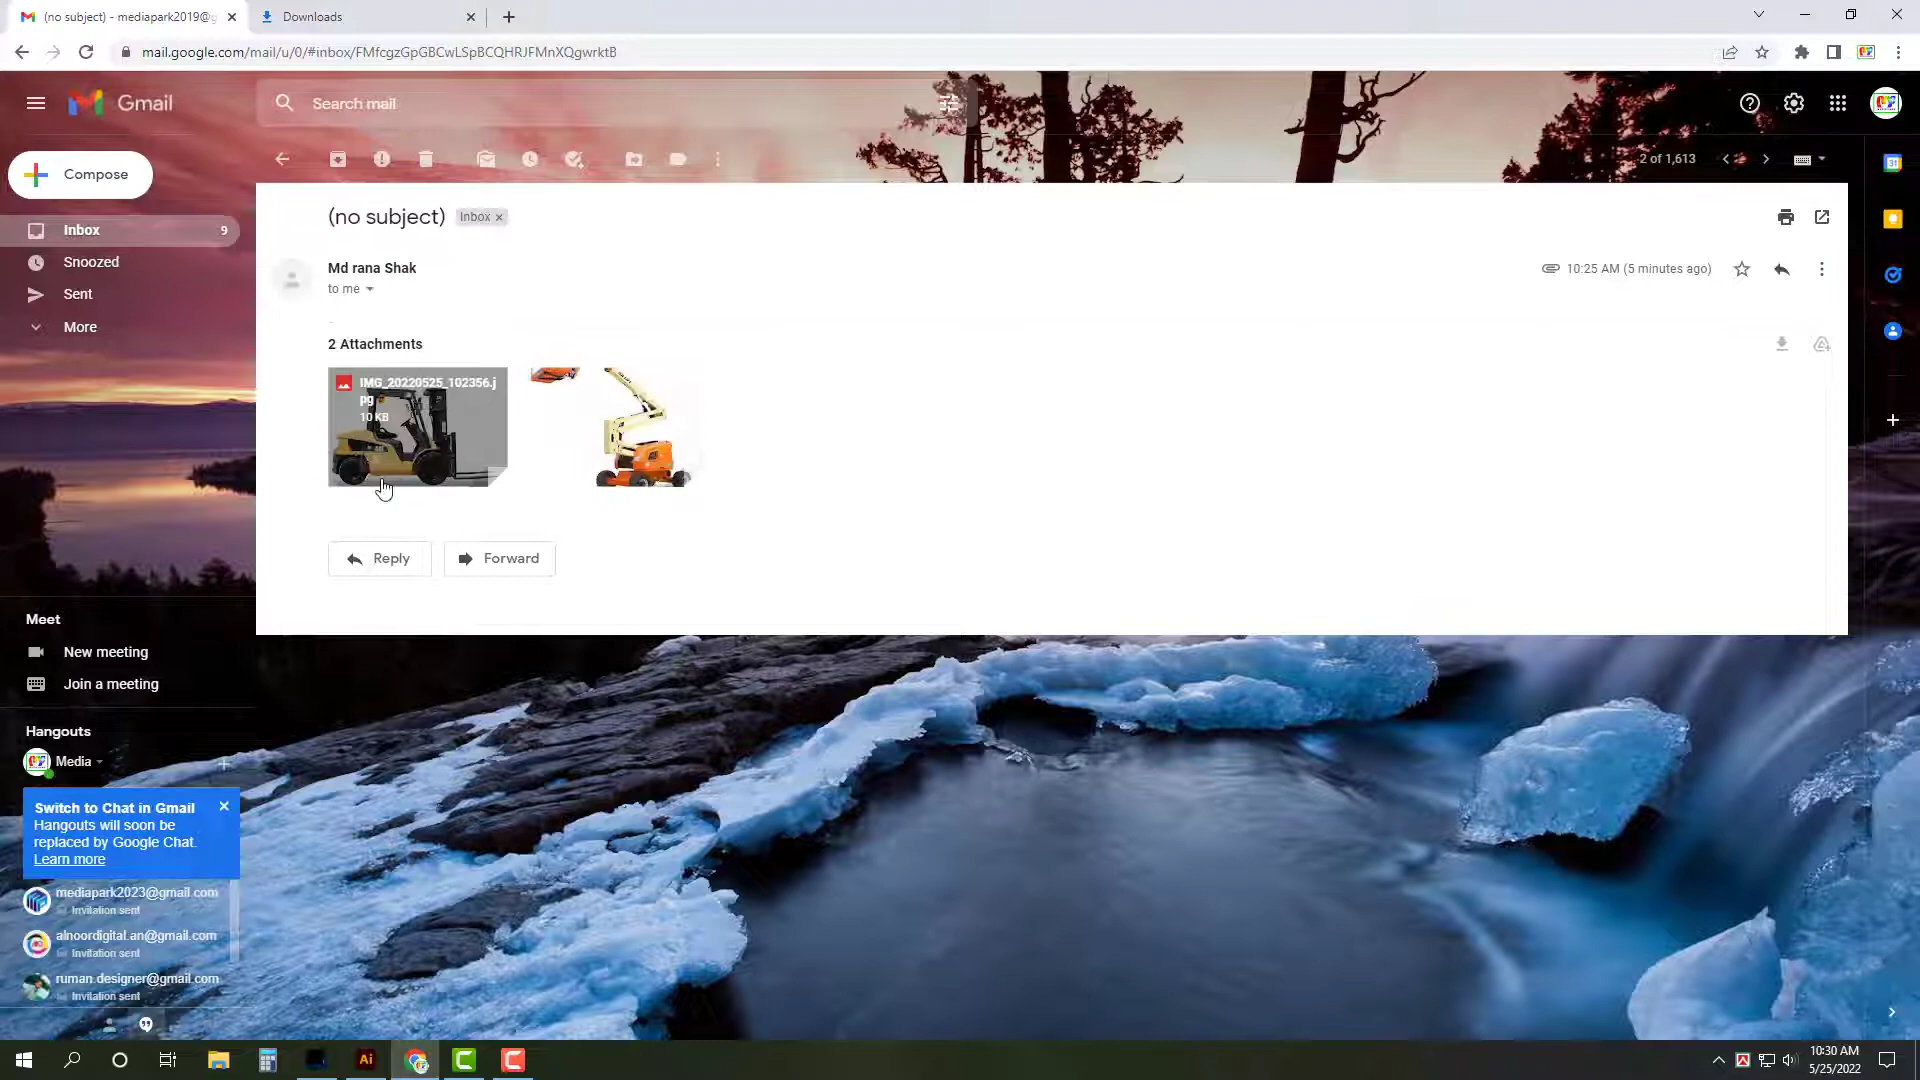 (no subject) - mediapark2019@g
Downloads
mail.google.com/mail/u/0/#inbox/FMfcgzGpGBCwLSpBCQHRJFMnXQgwrktB
Gmail
Search mail
Compose
2 of 1,613
(no subject)
Inbox ×
Inbox
9
Md rana Shak
10:25 AM (5 minutes ago)
Snoozed
to me
Sent
More
2 Attachments
IMG_20220525_102356.j
pg
10 KB
Reply
Forward
Meet
New meeting
Join a meeting
Hangouts
Media
Switch to Chat in Gmail
Hangouts will soon be
replaced by Google Chat.
Learn more
mediapark2023@gmail.com
Invitation sent
alnoordigital.an@gmail.com
Invitation sent
ruman.designer@gmail.com
Invitation sent
Ai
10:30 AM
5/25/2022